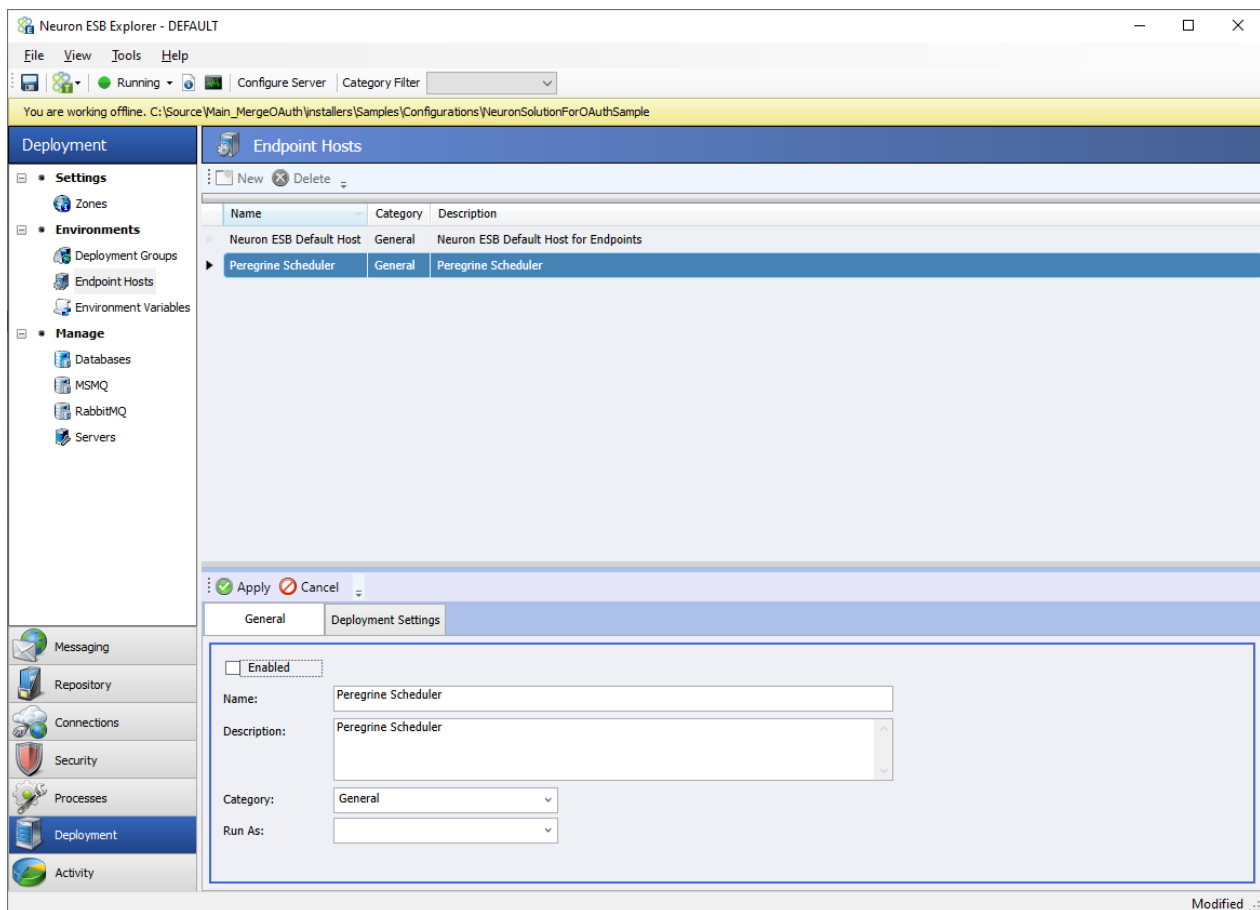 Neuron ESB Explorer - DEFAULT
File View Tools Help
Running Configure Server Category Filter
You are working offline. C:\Source\Main_MergeOAuth\installers\Samples\Configurations\NeuronSolutionForOAuthSample
Deployment
Settings
Zones
Environments
Deployment Groups
Endpoint Hosts
Environment Variables
Manage
Databases
MSMQ
RabbitMQ
Servers
Messaging
Repository
Connections
Security
Processes
Deployment
Activity
Endpoint Hosts
New Delete
Name Category Description
Neuron ESB Default Host General Neuron ESB Default Host for Endpoints
Peregrine Scheduler General Peregrine Scheduler
Apply Cancel
General Deployment Settings
Enabled
Name: Peregrine Scheduler
Description: Peregrine Scheduler
Category: General
Run As:
Modified